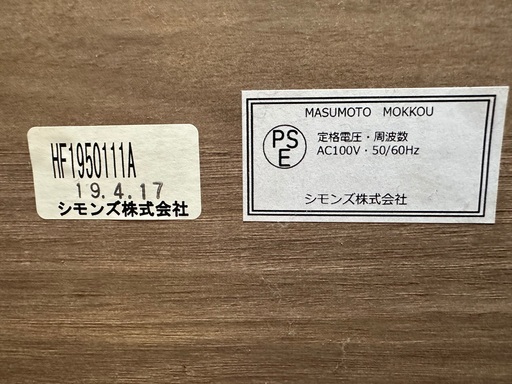 HF1950111A
19.4.17
シモンズ株式会社
MASUMOTO MOKKOU
PS
E
定格電圧・周波数
AC100V・50/60Hz
シモンズ株式会社